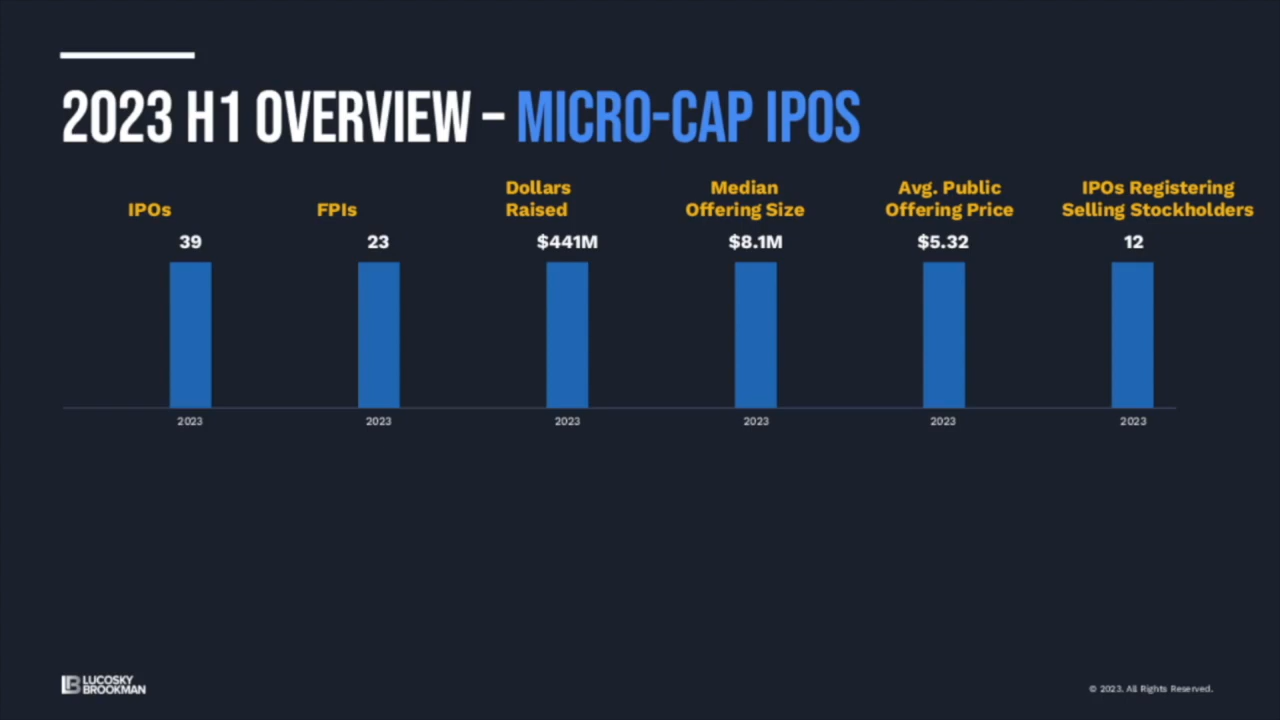 2023 H1 OVERVIEW – MICRO-CAP IPOS
IPOs
FPIs
Dollars
Raised
Median
Offering Size
Avg. Public
Offering Price
IPOs Registering
Selling Stockholders
39
23
$441M
$8.1M
$5.32
12
2023
2023
2023
2023
2023
2023
LB LUCOSKY
BROOKMAN
© 2023. All Rights Reserved.